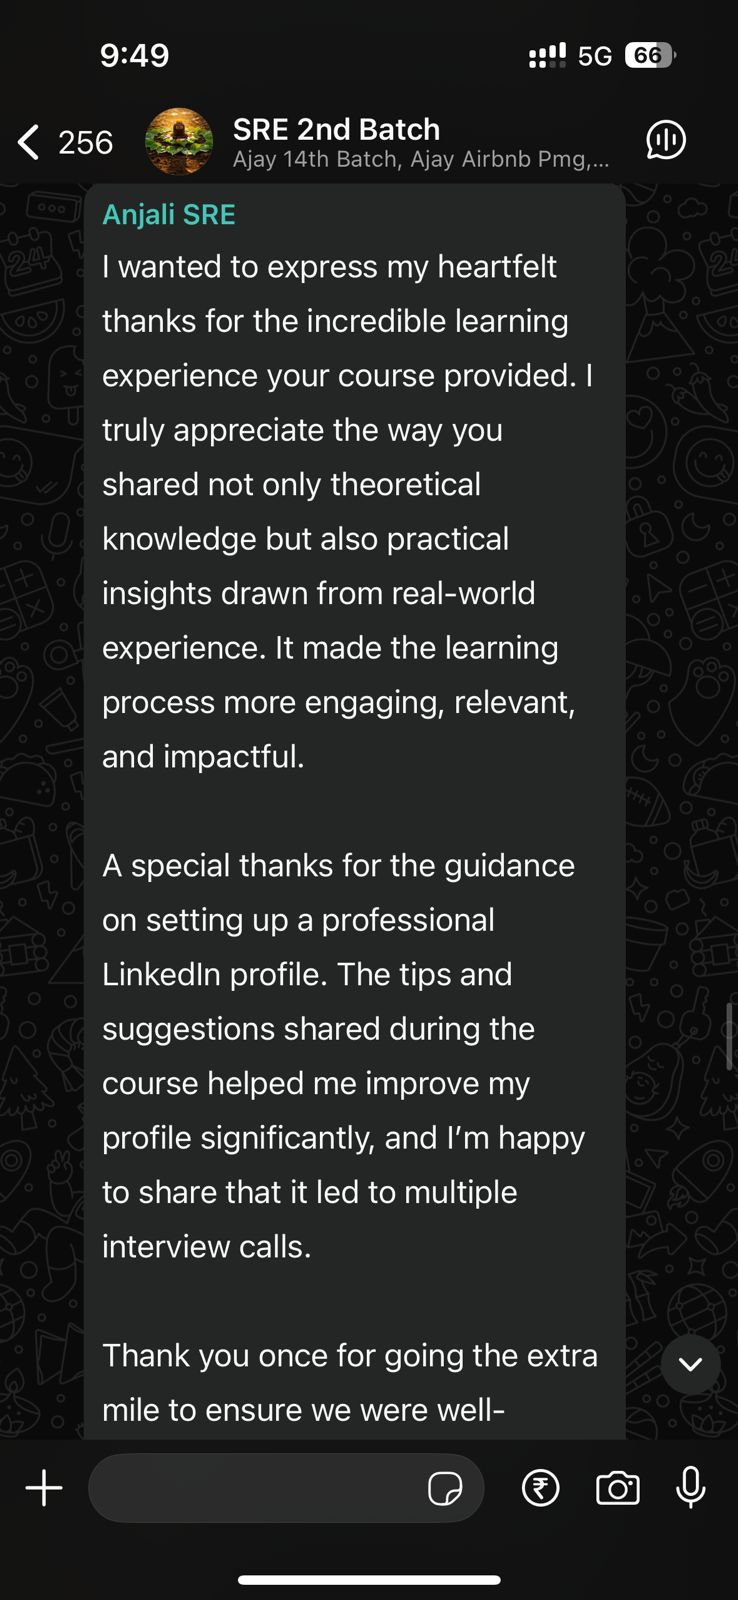 9:49
5G
66
256
SRE 2nd Batch
Ajay 14th Batch, Ajay Airbnb Pmg,...
Anjali SRE
I wanted to express my heartfelt
thanks for the incredible learning
experience your course provided. I
truly appreciate the way you
shared not only theoretical
knowledge but also practical
insights drawn from real-world
experience. It made the learning
process more engaging, relevant,
and impactful.
A special thanks for the guidance
on setting up a professional
LinkedIn profile. The tips and
suggestions shared during the
course helped me improve my
profile significantly, and I’m happy
to share that it led to multiple
interview calls.
Thank you once for going the extra
mile to ensure we were well-